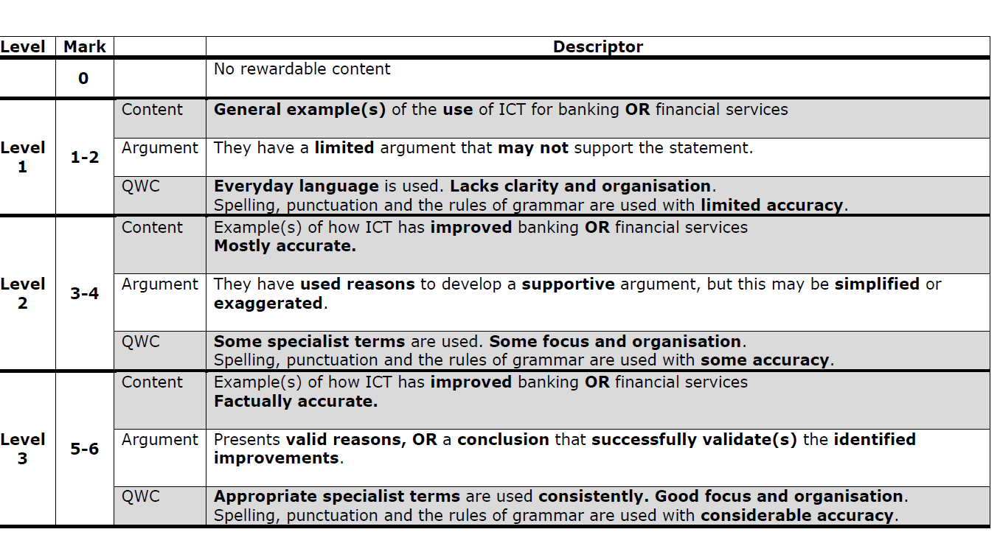 Level Mark Descriptor
0 No rewardable content
Level 1
1-2
Content General example(s) of the use of ICT for banking OR financial services
Argument They have a limited argument that may not support the statement.
QWC Everyday language is used. Lacks clarity and organisation.
Spelling, punctuation and the rules of grammar are used with limited accuracy.
Level 2
3-4
Content Example(s) of how ICT has improved banking OR financial services
Mostly accurate.
Argument They have used reasons to develop a supportive argument, but this may be simplified or
exaggerated.
QWC Some specialist terms are used. Some focus and organisation.
Spelling, punctuation and the rules of grammar are used with some accuracy.
Level 3
5-6
Content Example(s) of how ICT has improved banking OR financial services
Factually accurate.
Argument Presents valid reasons, OR a conclusion that successfully validate(s) the identified
improvements.
QWC Appropriate specialist terms are used consistently. Good focus and organisation.
Spelling, punctuation and the rules of grammar are used with considerable accuracy.